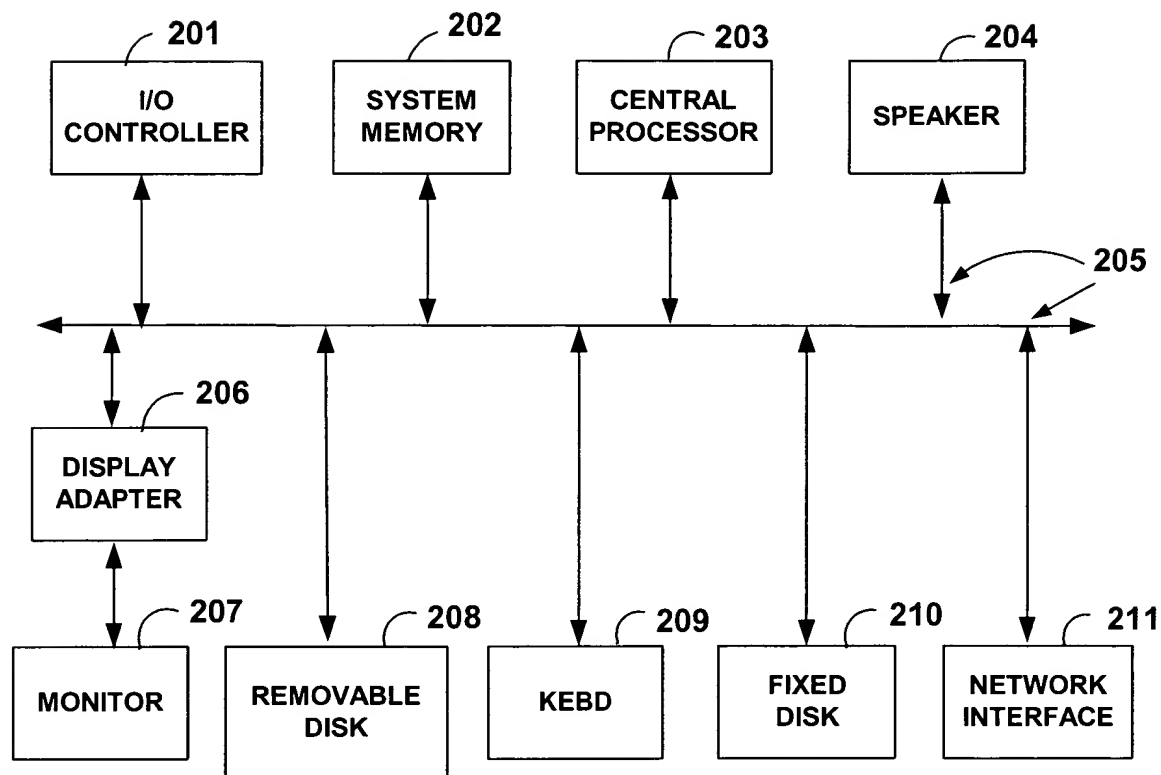 201
202
203
204
I/O
CONTROLLER
SYSTEM
MEMORY
CENTRAL
PROCESSOR
SPEAKER
205
206
DISPLAY
ADAPTER
207
208
209
210
211
MONITOR
REMOVABLE
DISK
KEBD
FIXED
DISK
NETWORK
INTERFACE